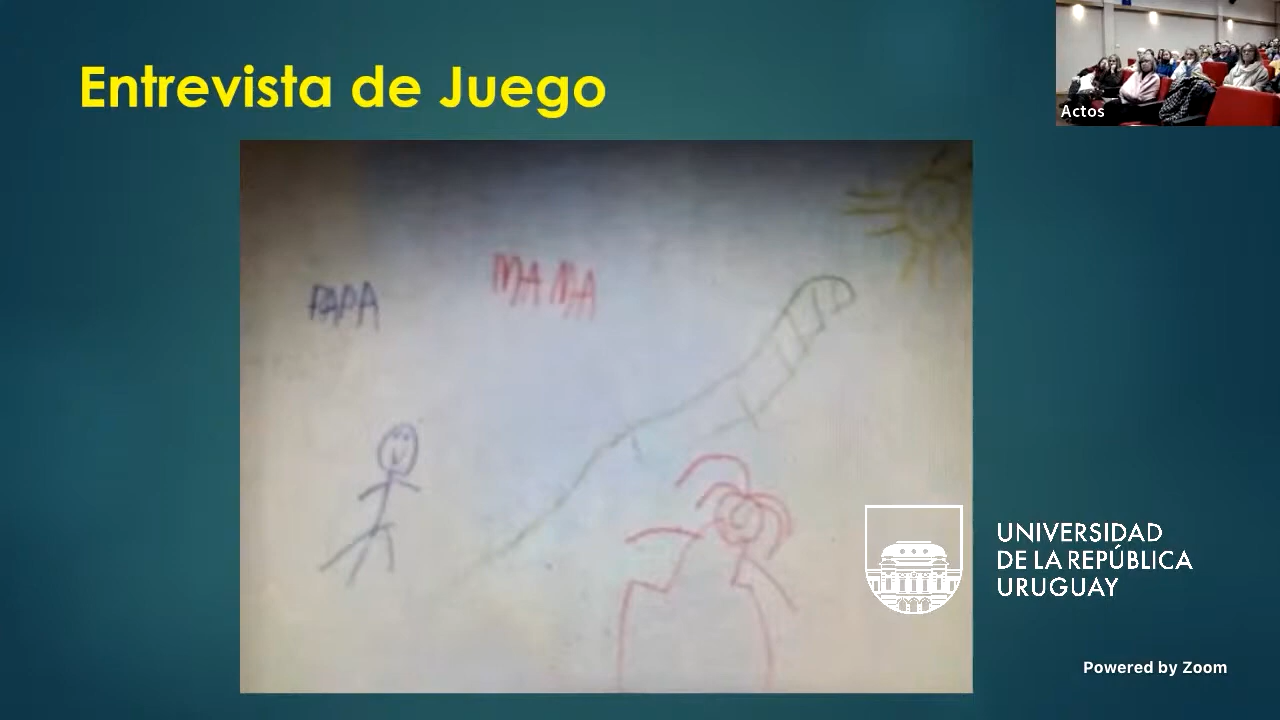 Entrevista de Juego
Actos
PAPA
MAMA
UNIVERSIDAD
DE LA REPÚBLICA
URUGUAY
Powered by Zoom